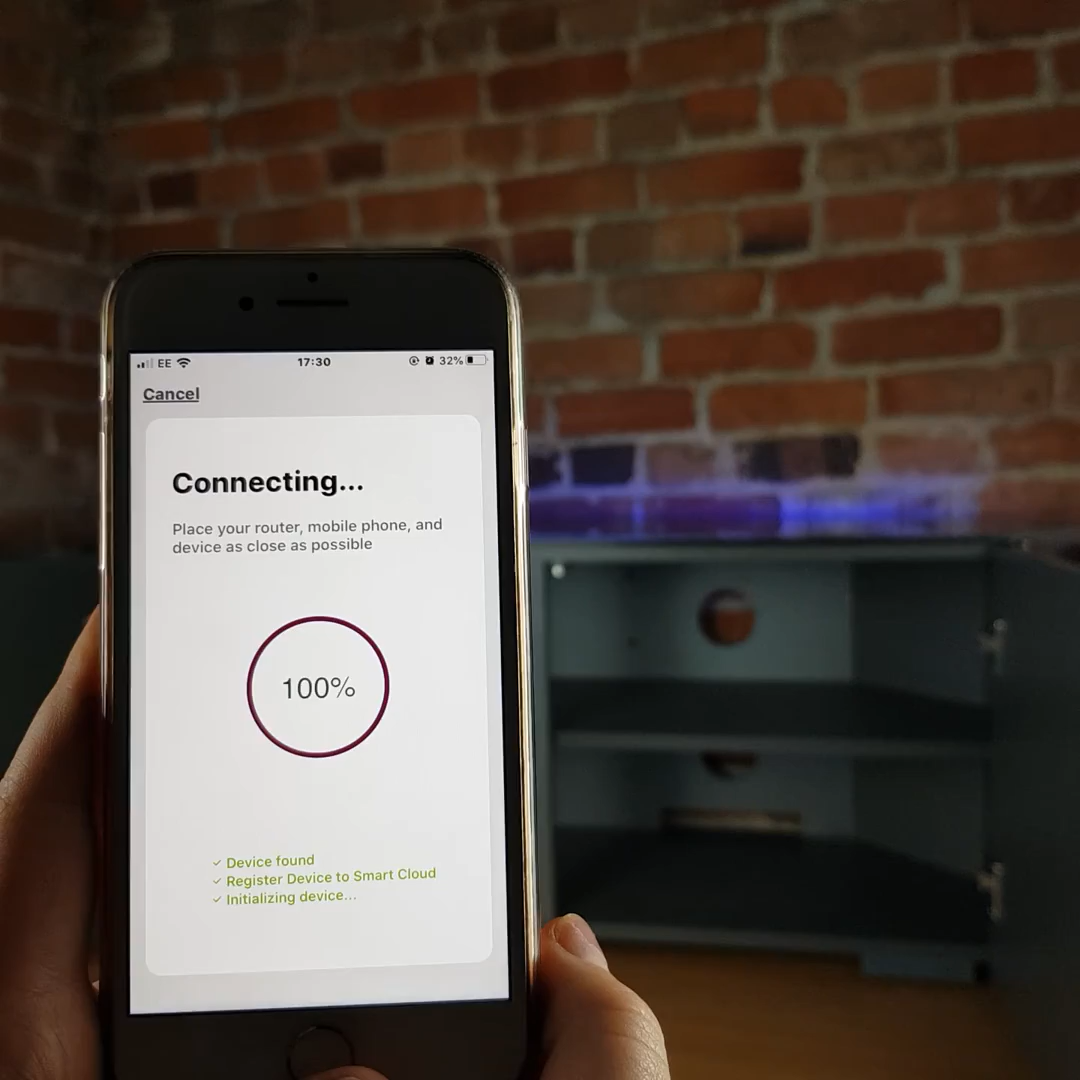 EE 17:30 32%
Cancel
Connecting...
Place your router, mobile phone, and
device as close as possible
100%
Device found
Register Device to Smart Cloud
Initializing device...